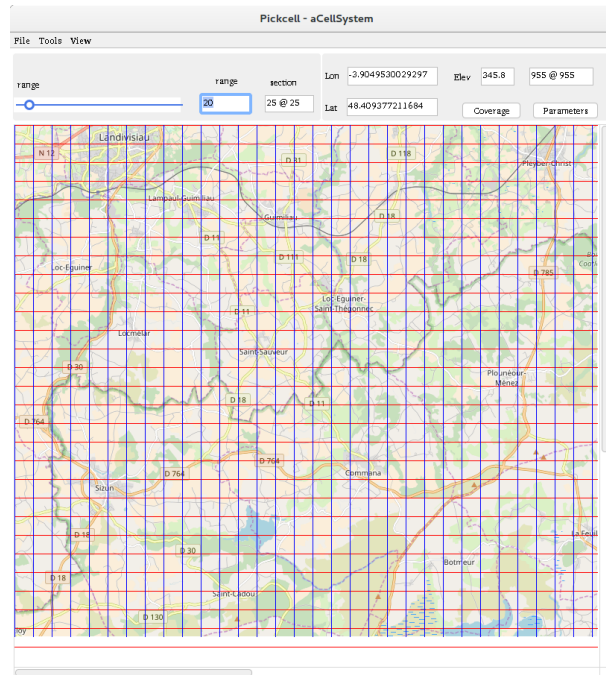 Pickcell - aCellSystem
File Tools View
range
range
section
20
25 @ 25
Lon
-3.9049530029297
Elev
345.8
955 @ 955
Lat
48.409377211684
Coverage
Parameters
Landivisiau
N 12
D 31
D 118
Pleyber-Christ
Lampaul-Guimiliau
Guimiliau
D 18
D 11
D 111
D 18
Loc-Eguiner
D 785
Loc-Eguiner-
Saint-Thégonnec
D 11
Locmélar
Saint-Sauveur
D 30
Plounéour-
Ménez
D 18
D 11
D 764
D 764
D 764
Commana
Sizun
D 18
La Feuil
D 30
Botmeur
D 18
Saint-Cadou
D 130